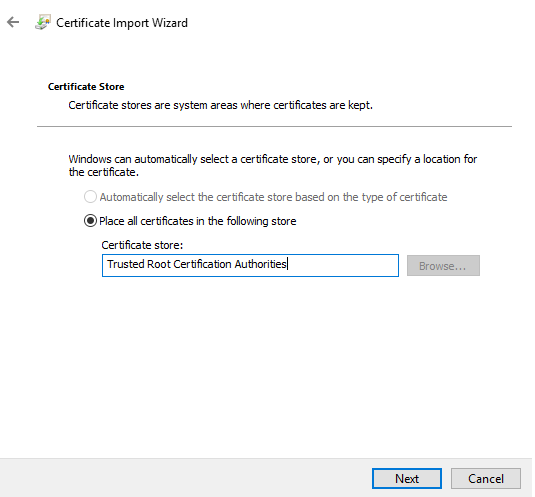 Certificate Import Wizard
Certificate Store
Certificate stores are system areas where certificates are kept.
Windows can automatically select a certificate store, or you can specify a location for
the certificate.
Automatically select the certificate store based on the type of certificate
Place all certificates in the following store
Certificate store:
Trusted Root Certification Authorities
Browse...
Next
Cancel